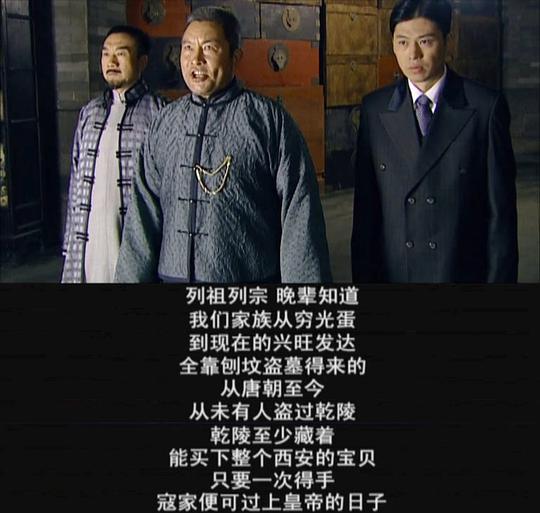 列祖列宗 晚辈知道
我们家族从穷光蛋
到现在的兴旺发达
全靠刨坟盗墓得来的
从唐朝至今
从未有人盗过乾陵
乾陵至少藏着
能买下整个西安的宝贝
只要一次得手
寇家便可过上皇帝的日子